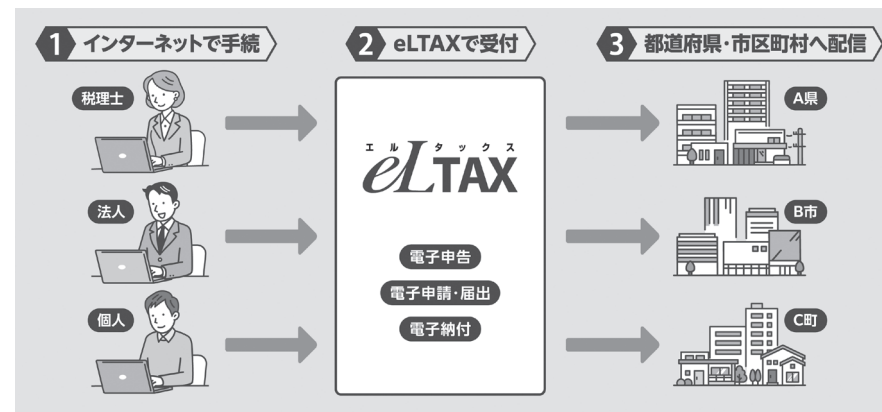 1 インターネットで手続
2 eLTAXで受付
3 都道府県・市区町村へ配信
税理士
法人
個人
エルタックス
eLTAX
電子申告
電子申請・届出
電子納付
A県
B市
C町